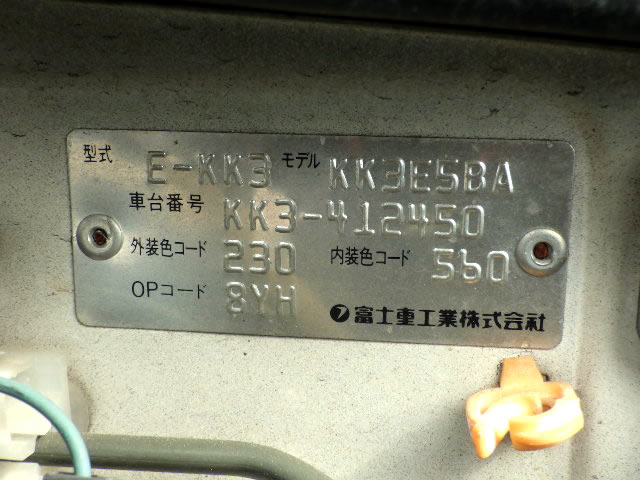 型式 E-KK3 モデル KK3E5BA
車台番号 KK3-412450
外装色コード 230 内装色コード 560
OPコード 8YH
富士重工業株式会社